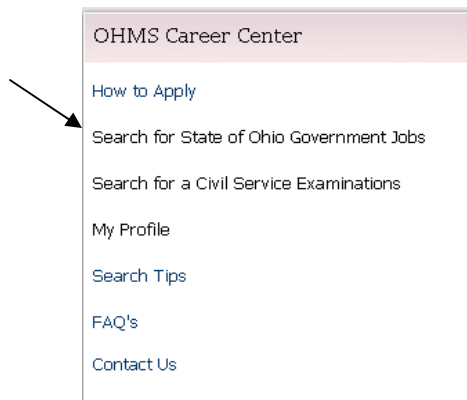 OHMS Career Center
How to Apply
Search for State of Ohio Government Jobs
Search for a Civil Service Examinations
My Profile
Search Tips
FAQ's
Contact Us